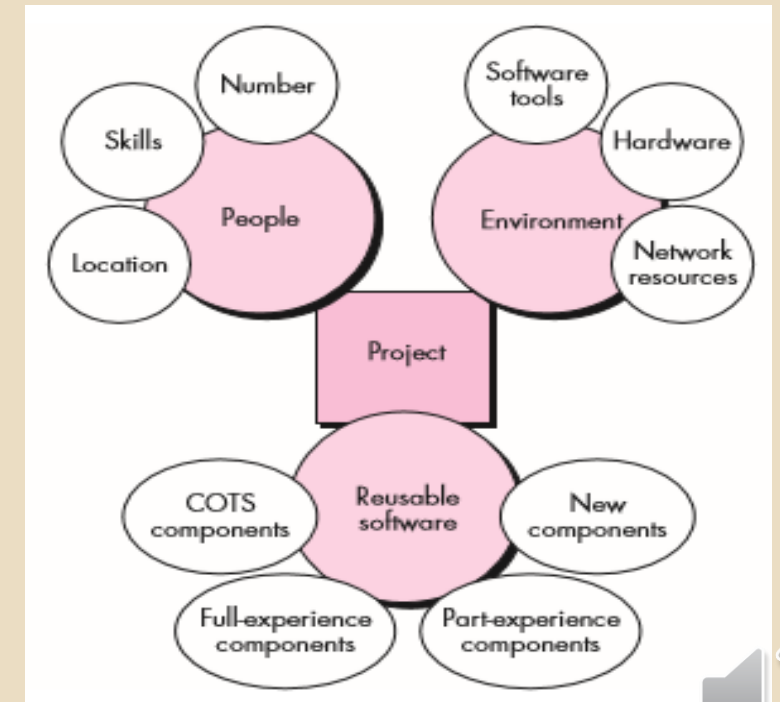 Number
Skills
Location
People
Software
tools
Hardware
Network
resources
Environment
Project
Reusable
software
COTS
components
Full-experience
components
Part-experience
components
New
components